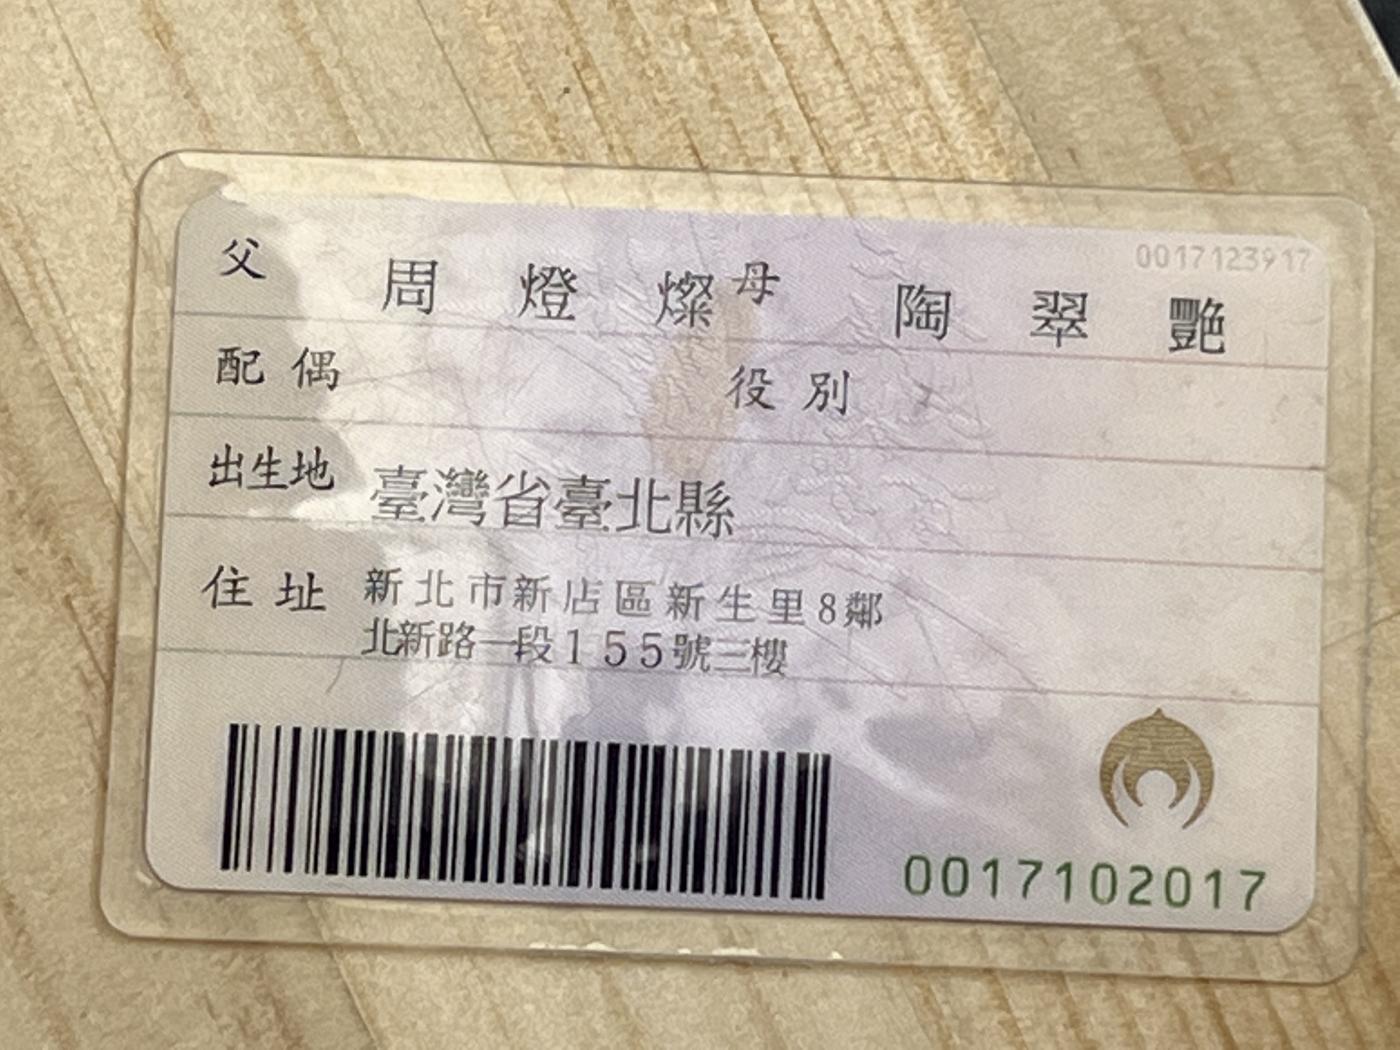 0017123917
父 周燈燦 母 陶翠艷
配偶 役別
出生地 臺灣省臺北縣
住址 新北市新店區新生里8鄰
北新路一段155號三樓
0017102017